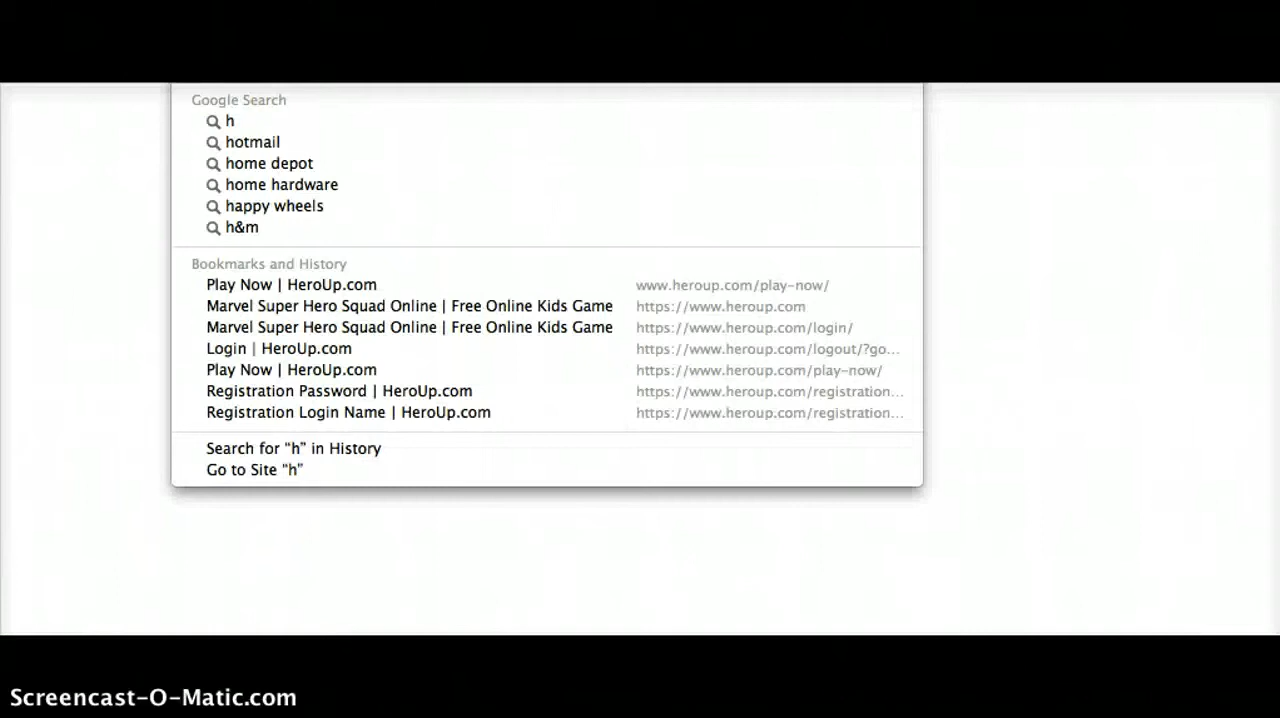 Google Search
h
hotmail
home depot
home hardware
happy wheels
h&m
Bookmarks and History
Play Now | HeroUp.com www.heroup.com/play-now/
Marvel Super Hero Squad Online | Free Online Kids Game https://www.heroup.com
Marvel Super Hero Squad Online | Free Online Kids Game https://www.heroup.com/login/
Login | HeroUp.com https://www.heroup.com/logout/?go...
Play Now | HeroUp.com https://www.heroup.com/play-now/
Registration Password | HeroUp.com https://www.heroup.com/registration...
Registration Login Name | HeroUp.com https://www.heroup.com/registration...
Search for “h” in History
Go to Site “h”
Screencast-O-Matic.com